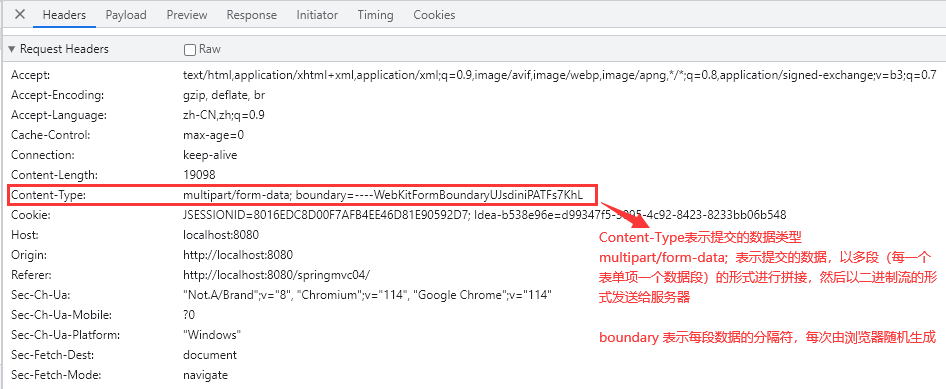 × Headers Payload Preview Response Initiator Timing Cookies
▼ Request Headers Raw
Accept: text/html,application/xhtml+xml,application/xml;q=0.9,image/avif,image/webp,image/apng,*/*;q=0.8,application/signed-exchange;v=b3;q=0.7
Accept-Encoding: gzip, deflate, br
Accept-Language: zh-CN,zh;q=0.9
Cache-Control: max-age=0
Connection: keep-alive
Content-Length: 19098
Content-Type: multipart/form-data; boundary=----WebKitFormBoundaryUJsdiniPATFs7KhL
Cookie: JSESSIONID=8016EDC8D00F7AFB4EE46D81E90592D7; Idea-b538e96e=d99347f5-3095-4c92-8423-8233bb06b548
Host: localhost:8080
Origin: http://localhost:8080
Referer: http://localhost:8080/springmvc04/
Sec-Ch-Ua: "Not.A/Brand";v="8", "Chromium";v="114", "Google Chrome";v="114"
Sec-Ch-Ua-Mobile: ?0
Sec-Ch-Ua-Platform: "Windows"
Sec-Fetch-Dest: document
Sec-Fetch-Mode: navigate
Content-Type表示提交的数据类型
multipart/form-data; 表示提交的数据，以多段（每一个
表单项一个数据段）的形式进行拼接，然后以二进制流的形
式发送给服务器
boundary 表示每段数据的分隔符，每次由浏览器随机生成